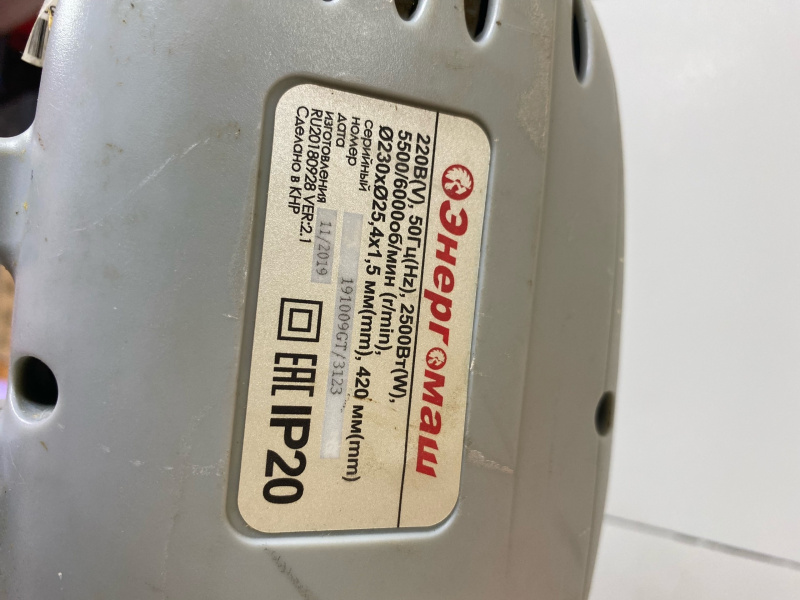 Энергомаш
220В(V), 50Гц(Hz), 2500Вт(W),
5500/6000об/мин (r/min),
Ø230xØ25,4x1,5 мм(mm), 420 мм(mm)
серийный
номер 191009GT/3123
дата
изготовления 11/2019
RU20180928 VER:2.1
Сделано в КНР
EAC IP20